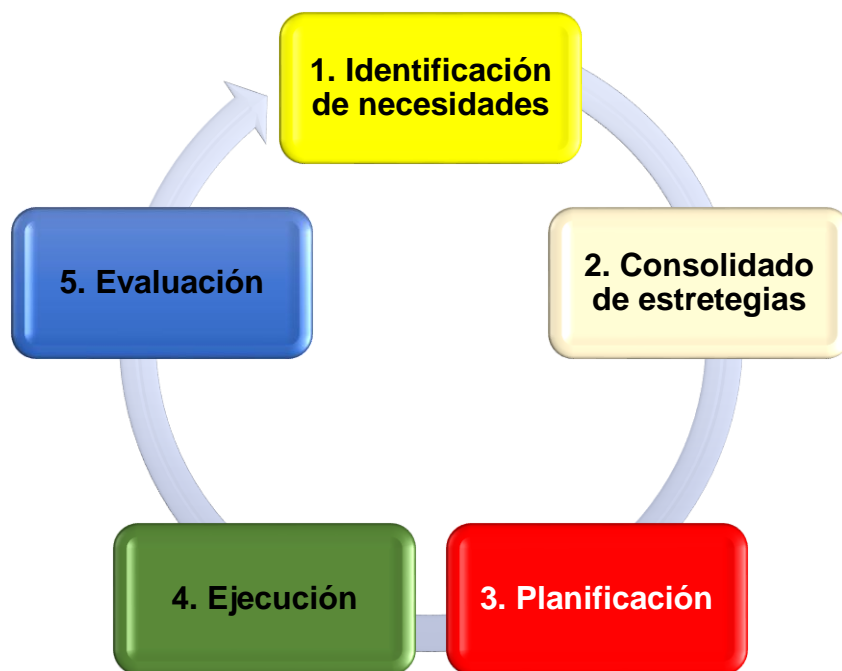 1. Identificación
de necesidades
2. Consolidado
de estretegias
3. Planificación
4. Ejecución
5. Evaluación